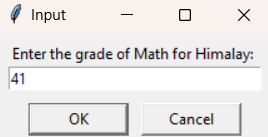 Input
Enter the grade of Math for Himalay:
41
OK Cancel